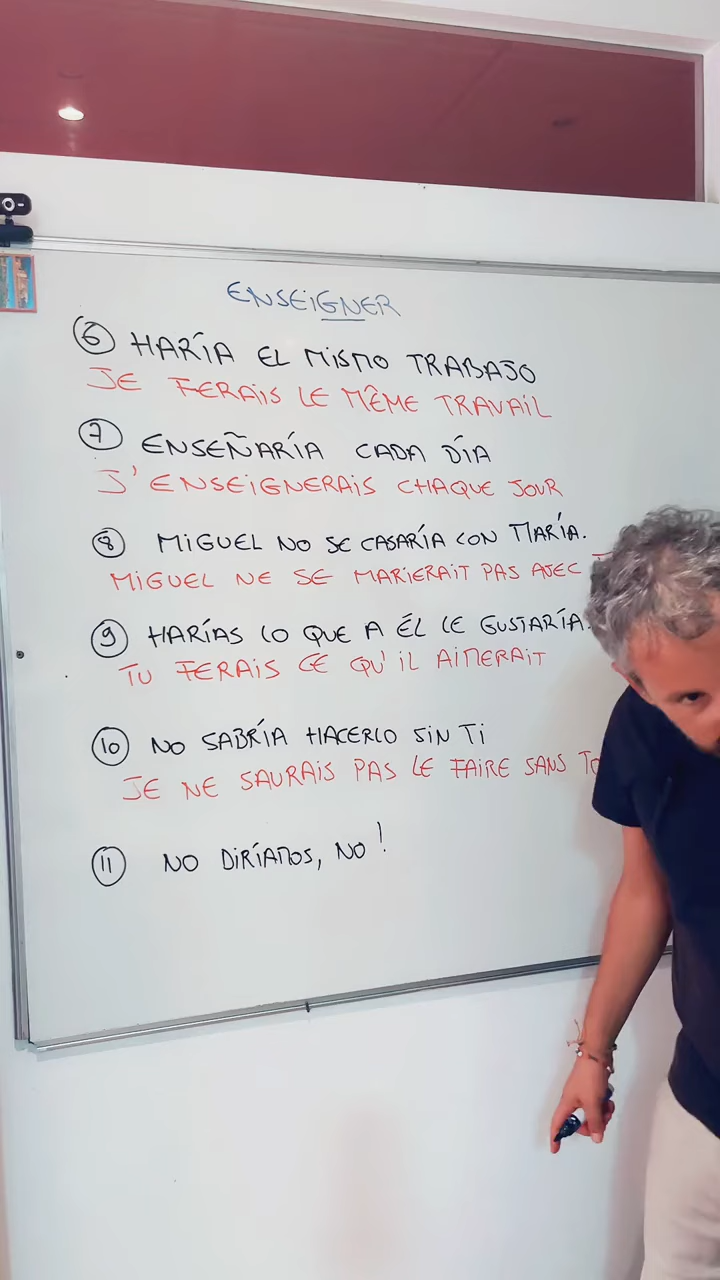 ENSEIGNER
6 HARÍA EL MISMO TRABAJO
JE FERAIS LE MÊME TRAVAIL
7 ENSEÑARÍA CADA DÍA
J'ENSEIGNERAIS CHAQUE JOUR
8 MIGUEL NO SE CASARÍA CON MARÍA.
MIGUEL NE SE MARIERAIT PAS AVEC
9 HARÍAS LO QUE A ÉL LE GUSTARÍA.
TU FERAIS CE QU'IL AIMERAIT
10 NO SABRÍA HACERLO SIN TI
JE NE SAURAIS PAS LE FAIRE SANS TO
11 NO DIRÍAMOS, NO!